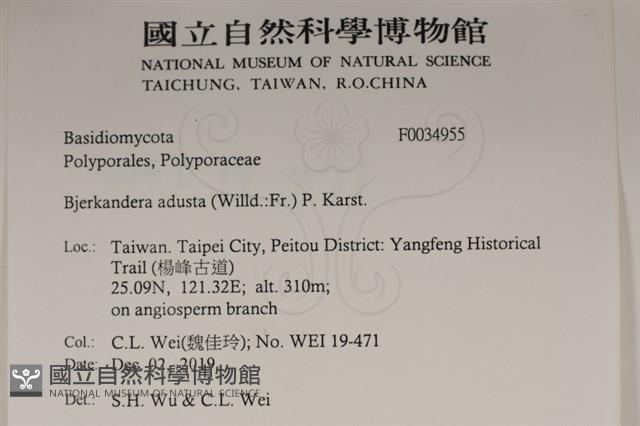 國立自然科學博物館
NATIONAL MUSEUM OF NATURAL SCIENCE
TAICHUNG, TAIWAN, R.O.CHINA
Basidiomycota F0034955
Polyporales, Polyporaceae
Bjerkandera adusta (Willd.:Fr.) P. Karst.
Loc.: Taiwan. Taipei City, Peitou District: Yangfeng Historical
Trail (楊峰古道)
25.09N, 121.32E; alt. 310m;
on angiosperm branch
Col.: C.L. Wei(魏佳玲); No. WEI 19-471
Date: Dec. 02, 2019
國立自然科學博物館
NATIONAL MUSEUM OF NATURAL SCIENCE
Det.: S.H. Wu & C.L. Wei